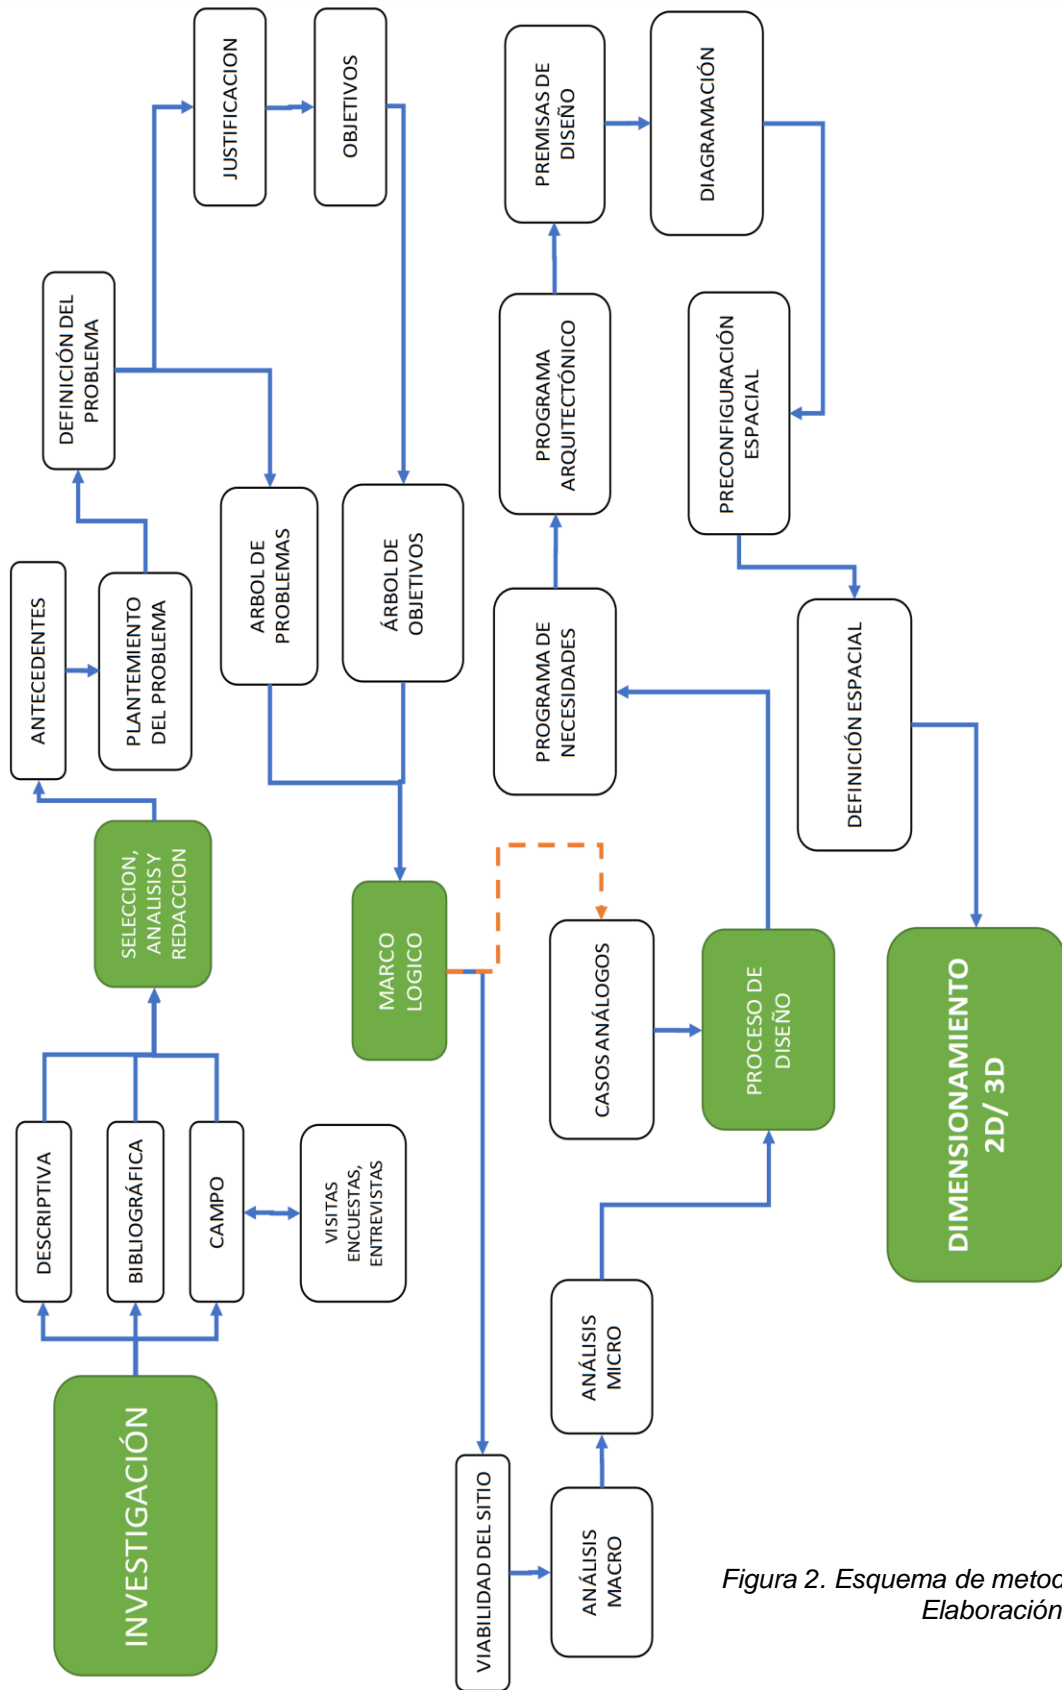 INVESTIGACIÓN
DESCRIPTIVA
BIBLIOGRÁFICA
CAMPO
VISITAS
ENCUESTAS,
ENTREVISTAS
SELECCION,
ANALISIS Y
REDACCION
ANTECEDENTES
PLANTEMIENTO
DEL PROBLEMA
DEFINICIÓN DEL
PROBLEMA
JUSTIFICACION
OBJETIVOS
ARBOL DE
PROBLEMAS
ÁRBOL DE
OBJETIVOS
MARCO
LOGICO
VIABILIDAD DEL SITIO
ANÁLISIS
MACRO
ANÁLISIS
MICRO
CASOS ANÁLOGOS
PROCESO DE
DISEÑO
PROGRAMA DE
NECESIDADES
PROGRAMA
ARQUITECTÓNICO
PREMISAS DE
DISEÑO
DIAGRAMACIÓN
PRECONFIGURACIÓN
ESPACIAL
DEFINICIÓN ESPACIAL
DIMENSIONAMIENTO
2D/ 3D
Figura 2. Esquema de metod
Elaboración